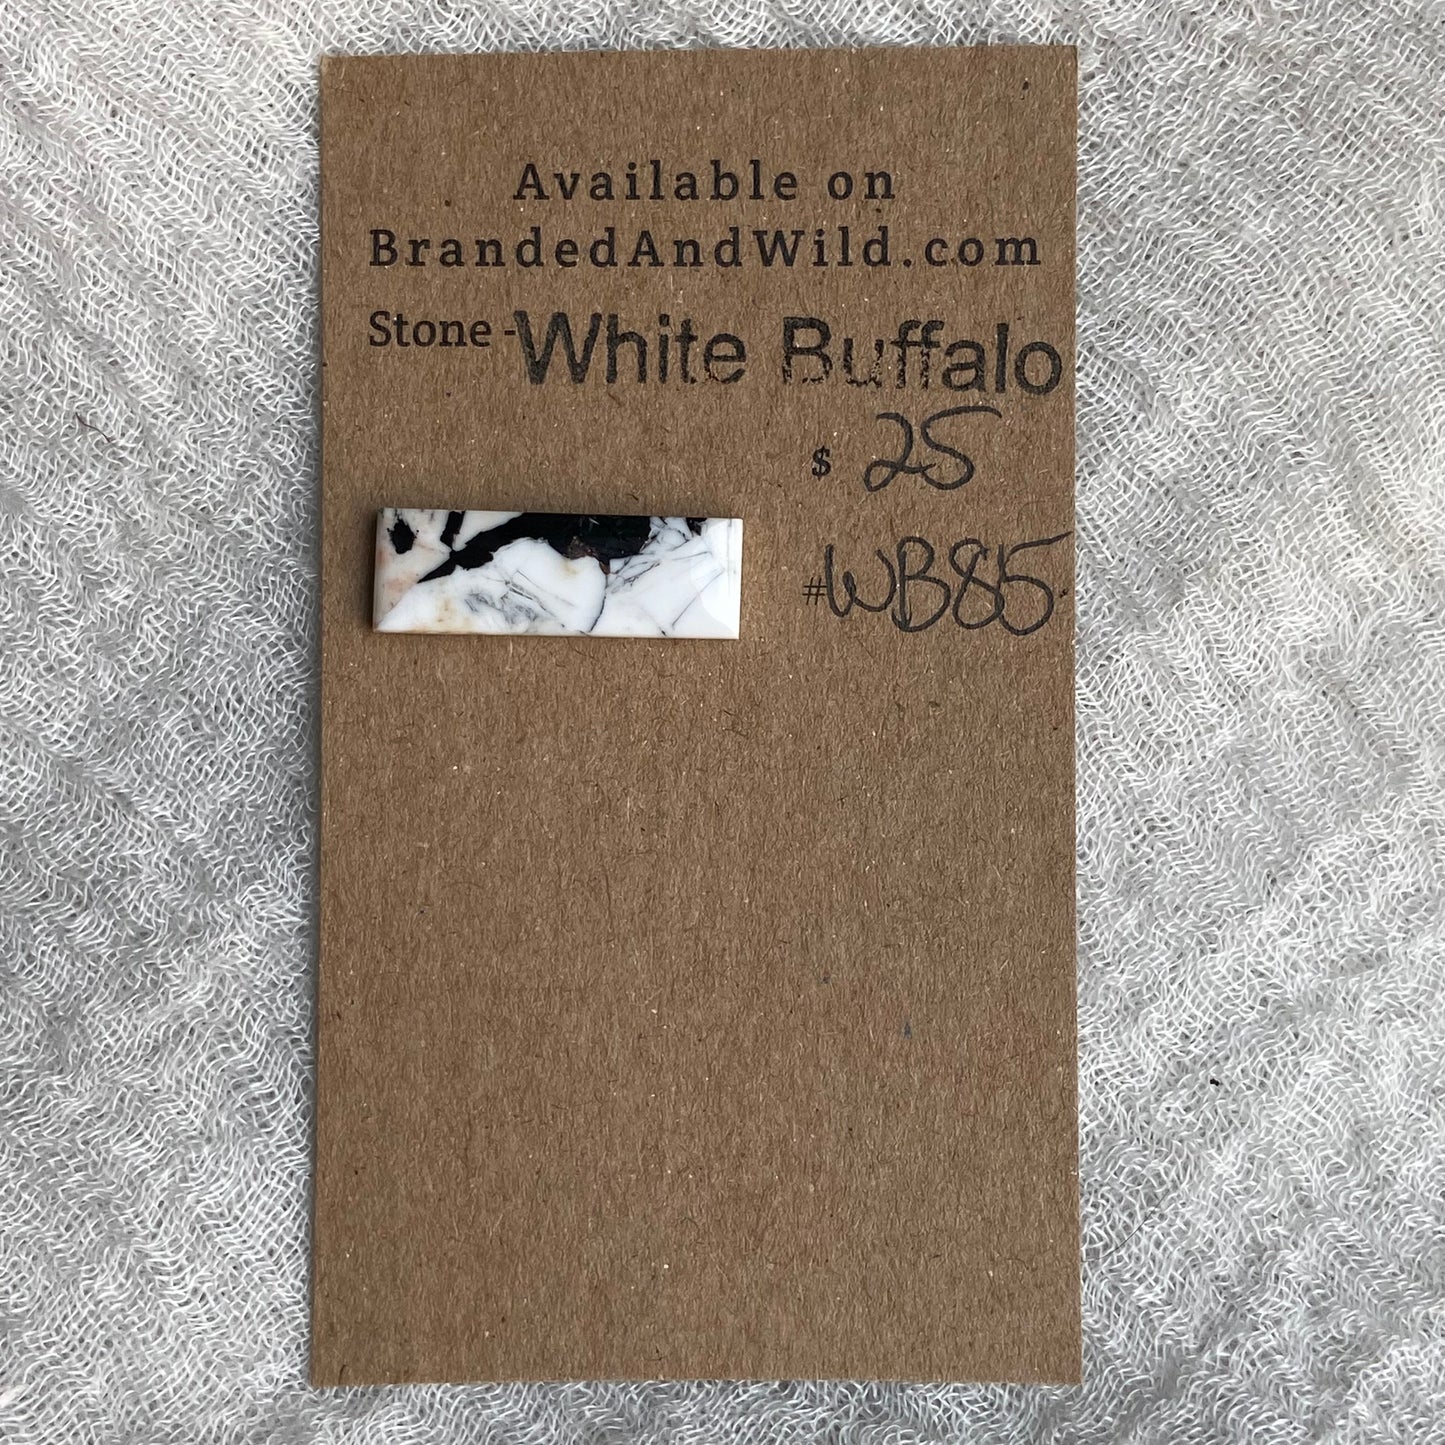 Available on
BrandedAndWild.com
Stone - White Buffalo
$ 25
#WB85